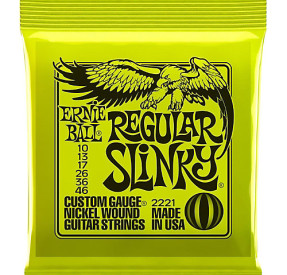 ERNIE
BALL
REGULAR
SLINKY
10
13
17
26
36
46
CUSTOM GAUGE®
NICKEL WOUND
GUITAR STRINGS
2221
MADE
IN USA